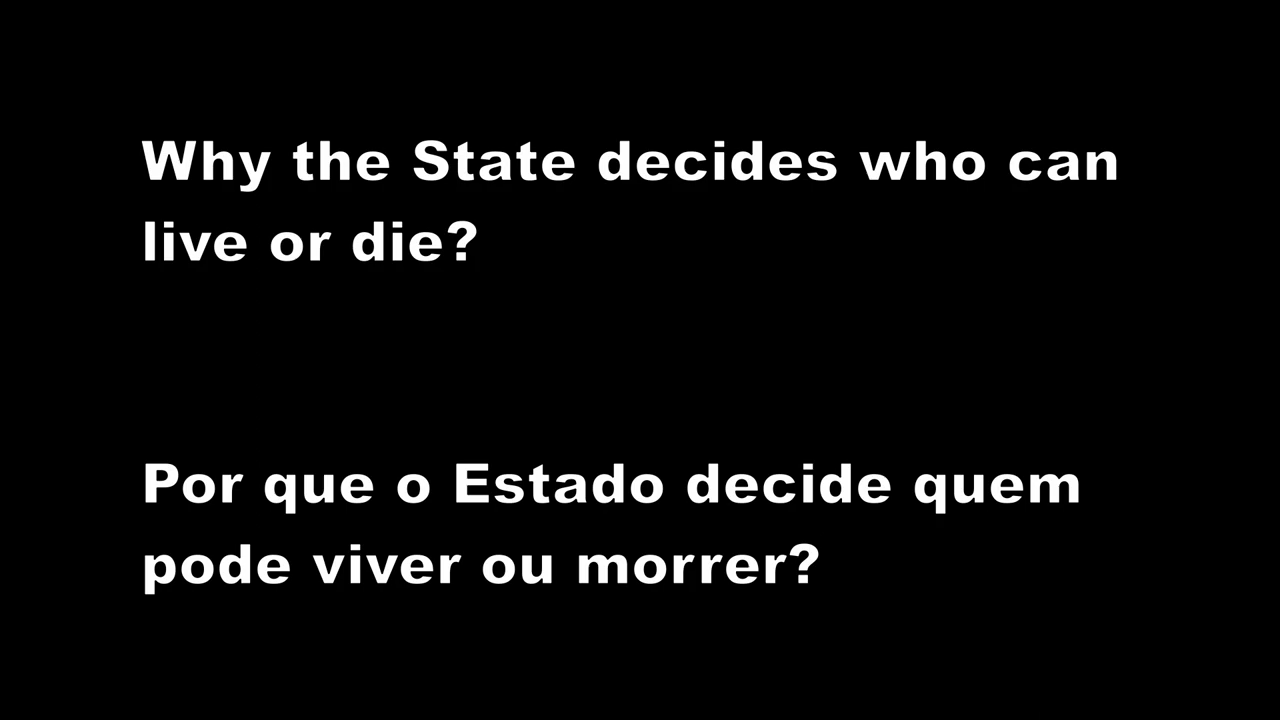 Why the State decides who can
live or die?
Por que o Estado decide quem
pode viver ou morrer?